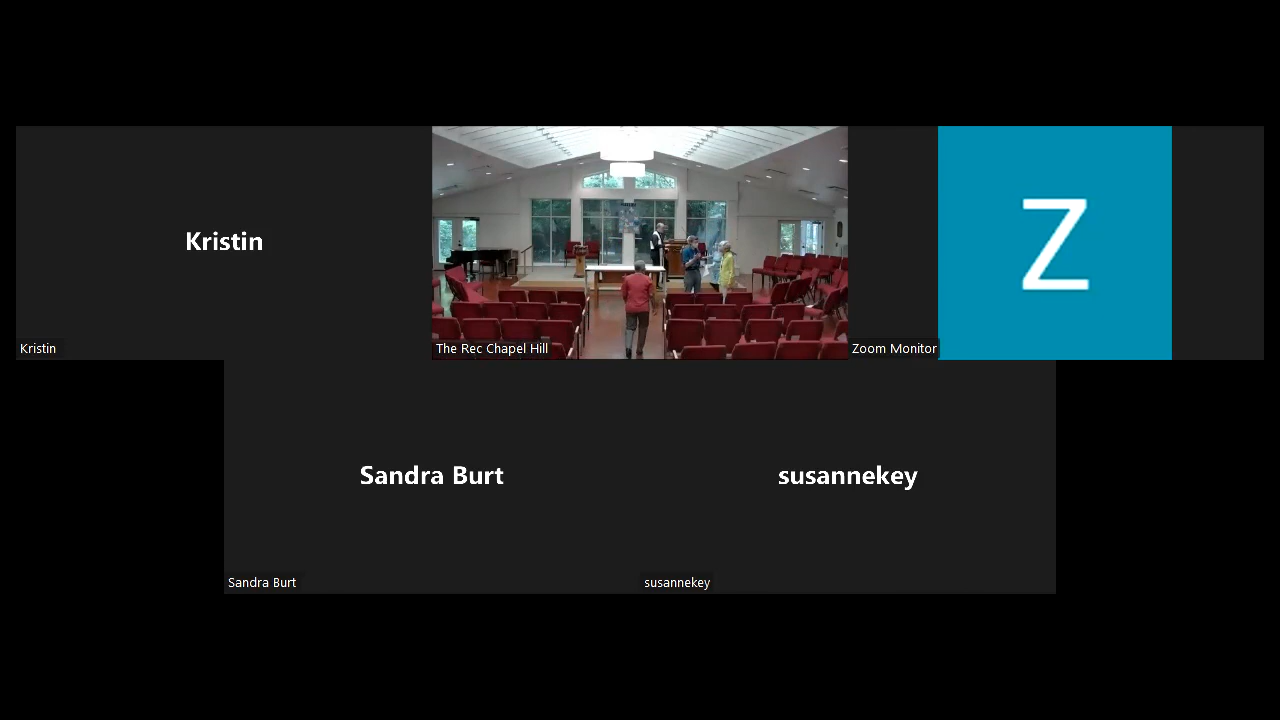 Kristin
Kristin
The Rec Chapel Hill
Z
Zoom Monitor
Sandra Burt
susannekey
Sandra Burt
susannekey